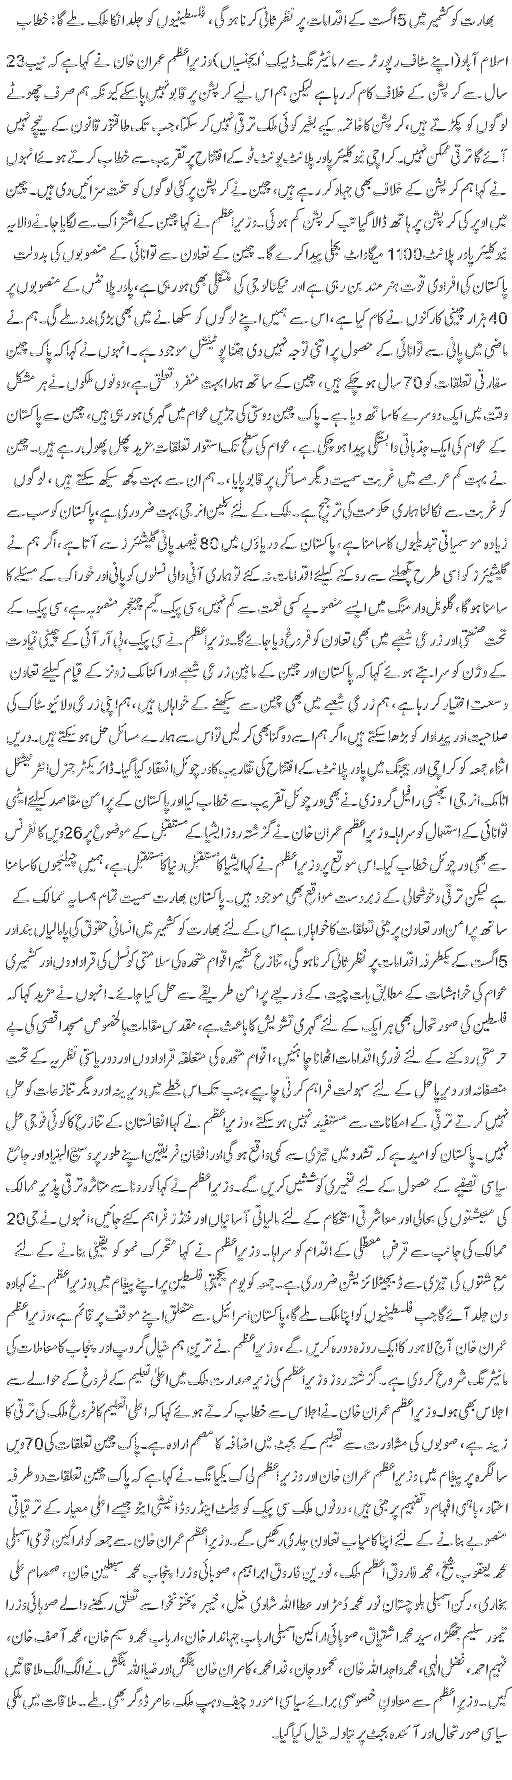 بھارت کو کشمیر میں 5 اگست کے اقدامات پر نظرثانی کرنا ہو گی، فلسطینیوں کو جلد انکا ملک ملے گا: خطاب
اسلام آباد (اپنے سٹاف رپورٹر سے / مانیٹرنگ ڈیسک‘ ایجنسیاں) وزیراعظم عمران خان نے کہا ہے کہ نیب 23
سال سے کرپشن کے خلاف کام کر رہا ہے لیکن ہم اس لیے کرپشن پر قابو نہیں پا سکے کیونکہ ہم صرف چھوٹے
لوگوں کو پکڑتے ہیں، کرپشن کا خاتمہ کیے بغیر کوئی ملک ترقی نہیں کر سکتا، جب تک طاقتور قانون کے نیچے نہیں
آئے گا ترقی ممکن نہیں۔ کراچی نیوکلیئر پاور پلانٹ یونٹ ٹو کے افتتاح پر تقریب سے خطاب کرتے ہوئے انہوں
نے کہا ہم کرپشن کے خلاف بھی جہاد کر رہے ہیں، چین نے کرپشن پر کئی لوگوں کو سخت سزائیں دی ہیں۔ چین
میں اوپر کی کرپشن پر ہاتھ ڈالا گیا تب کرپشن کم ہوئی۔ وزیراعظم نے کہا چین کے اشتراک سے لگایا جانے والا یہ
نیوکلیئر پاور پلانٹ 1100 میگاواٹ بجلی پیدا کرے گا۔ چین کے تعاون سے توانائی کے منصوبوں کی بدولت
پاکستان کی افرادی قوت ہنرمند بن رہی ہے اور ٹیکنالوجی کی منتقلی بھی ہو رہی ہے، پاور پلانٹس کے منصوبوں پر
40 ہزار چینی کارکنوں نے کام کیا ہے، اس سے ہمیں اپنے لوگوں کو سکھانے میں بھی بڑی مدد ملے گی۔ ہم نے
ماضی میں پانی سے توانائی کے حصول پر اتنی توجہ نہیں دی جتنا پوٹینشل موجود ہے۔ انہوں نے کہا کہ پاک چین
سفارتی تعلقات کو 70 سال ہو چکے ہیں، چین کے ساتھ ہمارا بہت منفرد تعلق ہے، دونوں ملکوں نے ہر مشکل
وقت میں ایک دوسرے کا ساتھ دیا ہے۔ پاک چین دوستی کی جڑیں عوام میں گہری ہو رہی ہیں، چین سے پاکستان
کے عوام کی ایک جذباتی وابستگی پیدا ہو چکی ہے، عوام کی سطح تک استوار تعلقات مزید پھل پھول رہے ہیں۔ چین
نے بہت کم عرصے میں غربت سمیت دیگر مسائل پر قابو پایا،۔ ہم ان سے بہت کچھ سیکھ سکتے ہیں، لوگوں
کو غربت سے نکالنا ہماری حکومت کی ترجیح ہے۔ ملک کے لئے کلین انرجی بہت ضروری ہے، پاکستان کو سب سے
زیادہ موسمیاتی تبدیلیوں کا سامنا ہے، پاکستان کے دریاؤں میں 80 فیصد پانی گلیشیئرز سے آتا ہے، اگر ہم نے
گلیشیئرز کو اسی طرح پگھلنے سے روکنے کیلئے اقدامات نہ کئے تو ہماری آنی والی نسلوں کو پانی اور خوراک کے مسئلے کا
سامنا ہو گا، گلوبل وارمنگ میں ایسے منصوبے کسی نعمت سے کم نہیں، سی پیک گیم چینجر منصوبہ ہے، سی پیک کے
تحت صنعتی اور زرعی شعبے میں بھی تعاون کو فروغ دیا جائے گا۔ وزیراعظم نے سی پیک، بی آر آئی کے چینی قیادت
کے وژن کو سراہتے ہوئے کہا کہ پاکستان اور چین کے مابین زرعی شعبے اور اکنامک زونز کے قیام کیلئے تعاون
وسعت اختیار کر رہا ہے، ہم زرعی شعبے میں بھی چین سے سیکھنے کے خواہاں ہیں، ہم اپنی زرعی و لائیو سٹاک کی
صلاحیت اور پیداوار کو بڑھا سکتے ہیں، اگر ہم اسے دوگنا بھی کر لیں تو اس سے ہمارے مسائل حل ہو سکتے ہیں۔ دریں
اثناء جمعہ کو کراچی اور بیجنگ میں پاور پلانٹ کے افتتاح کی تقاریب کا ورچوئل انعقاد کیا گیا۔ ڈائریکٹر جنرل انٹرنیشنل
اٹامک انرجی ایجنسی رافیل گروزی نے بھی ورچوئل تقریب سے خطاب کیا اور پاکستان کے پرامن مقاصد کیلئے ایٹمی
توانائی کے استعمال کو سراہا۔ وزیراعظم عمران خان نے گزشتہ روز ایشیا کے مستقبل کے موضوع پر 26ویں کانفرنس
سے بھی ورچوئل خطاب کیا۔ اس موقع پر وزیراعظم نے کہا ایشیا کا مستقبل دنیا کا مستقبل ہے، ہمیں چیلنجوں کا سامنا
ہے لیکن ترقی و خوشحالی کے زبردست مواقع بھی موجود ہیں۔ پاکستان بھارت سمیت تمام ہمسایہ ممالک کے
ساتھ پرامن اور تعاون پر مبنی تعلقات کا خواہاں ہے اس کے لئے بھارت کو کشمیر میں انسانی حقوق کی پامالیاں بند اور
5 اگست کے یکطرفہ اقدامات پر نظرثانی کرنا ہو گی، تنازع کشمیر اقوام متحدہ کی سلامتی کونسل کی قراردادوں اور کشمیری
عوام کی خواہشات کے مطابق بات چیت کے ذریعے پرامن طریقے سے حل کیا جائے۔ انہوں نے مزید کہا کہ
فلسطین کی صورتحال بھی ہر ایک کے لئے گہری تشویش کا باعث ہے، مقدس مقامات بالخصوص مسجد اقصیٰ کی بے
حرمتی روکنے کے لئے فوری اقدامات اٹھانا چاہئیں، اقوام متحدہ کی متعلقہ قراردادوں اور دو ریاستی نظریہ کے تحت
منصفانہ اور دیرپا حل کے لئے سہولت فراہم کرنی چاہیے، جب تک اس خطے میں دیرینہ اور دیگر تنازعات کو حل
نہیں کرتے ترقی کے امکانات سے مستفید نہیں ہو سکتے، وزیراعظم نے کہا افغانستان کے تنازع کا کوئی فوجی حل
نہیں۔ پاکستان کو امید ہے کہ تشدد میں تیزی سے کمی واقع ہو گی اور افغان فریقین اپنے طور پر وسیع البنیاد اور جامع
سیاسی تصفیے کے حصول کے لئے تعمیری کوششیں کریں گے۔ وزیراعظم نے کہا کورونا سے متاثرہ ترقی پذیر ممالک
کی معیشتوں کی بحالی اور معاشرتی استحکام کے لئے مالیاتی آسانیاں اور فنڈز فراہم کئے جائیں، انہوں نے جی 20
ممالک کی جانب سے قرض معطلی کے اقدام کو سراہا۔ وزیراعظم نے کہا متحرک نمو کو یقینی بنانے کے لئے
معیشتوں کی تیزی سے ڈیجیٹلائزیشن ضروری ہے۔ جمعہ کو یوم یکجہتی فلسطین پر اپنے پیغام میں وزیراعظم نے کہا وہ
دن جلد آئے گا جب فلسطینیوں کو اپنا ملک ملے گا، پاکستان اسرائیل سے متعلق اپنے موقف پر قائم ہے، وزیراعظم
عمران خان آج لاہور کا ایک روزہ دورہ کریں گے، وزیراعظم نے ترین ہم خیال گروپ اور پنجاب کا معاملات کی
مانیٹرنگ شروع کر دی ہے۔ گزشتہ روز وزیراعظم کی زیرصدارت ملک میں اعلیٰ تعلیم کے فروغ کے حوالے سے
اجلاس بھی ہوا۔ وزیراعظم عمران خان نے اجلاس سے خطاب کرتے ہوئے کہا کہ اعلیٰ تعلیم کا فروغ ملک کی ترقی کا
زینہ ہے، صوبوں کی مشاورت سے تعلیم کے بجٹ میں اضافہ کا مصمم ارادہ ہے۔ پاک چین تعلقات کی 70ویں
سالگرہ پر پیغام میں وزیراعظم عمران خان اور وزیراعظم لی کی کیانگ نے کہا ہے کہ پاک چین تعلقات دوطرفہ
اعتماد، باہمی افہام و تفہیم پر مبنی ہیں، دونوں ملک سی پیک کو بیلٹ اینڈ روڈ انیشی ایٹو جیسے اعلیٰ معیار کے ترقیاتی
منصوبے بنانے کے لئے اپنا کامیاب تعاون جاری رکھیں گے۔ وزیراعظم عمران خان سے جمعہ کو اراکین قومی اسمبلی
محمد یعقوب شیخ، محمد فاروق اعظم ملک، نورین فاروق ابراہیم، صوبائی وزرا پنجاب محمد سبطین خان، صمصام علی
بخاری، رکن اسمبلی بلوچستان نور محمد دمڑ اور عطااللہ شادی خیل، خیبر پختونخوا سے تعلق رکھنے والے صوبائی وزرا
تیمور سلیم جھگڑا، سید محمد اشتیاق، صوبائی اراکین اسمبلی ارباب جہانداد خان، ارباب محمد وسیم خان، محمد آصف خان،
فہیم احمد، فضل الٰہی، محمد واجد اللہ خان، محمود جان، ندا محمد، کامران خان بنگش اور ضیا اللہ بنگش نے الگ الگ ملاقاتیں
کیں۔ وزیراعظم سے معاون خصوصی برائے سیاسی امور و چیف وہپ ملک عامر ڈوگر بھی ملے۔ ملاقات میں ملکی
سیاسی صورتحال اور آئندہ بجٹ پر تبادلہ خیال کیا گیا۔